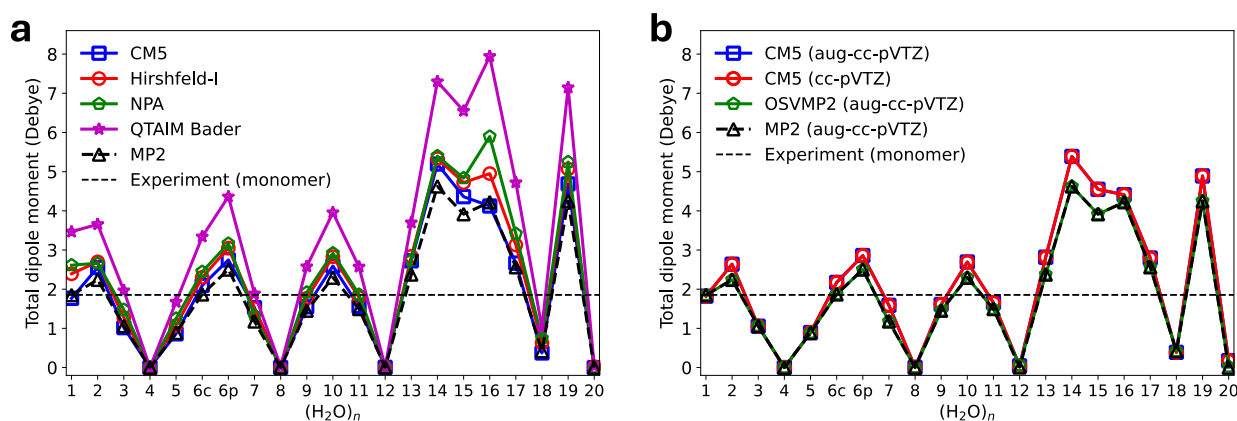 a
Total dipole moment (Debye)
8
7
6
5
4
3
2
1
0
CM5
Hirshfeld-I
NPA
QTAIM Bader
MP2
Experiment (monomer)
1 2 3 4 5 6c 6p 7 8 9 10 11 12 13 14 15 16 17 18 19 20
(H₂O)ₙ
b
Total dipole moment (Debye)
8
7
6
5
4
3
2
1
0
CM5 (aug-cc-pVTZ)
CM5 (cc-pVTZ)
OSVMP2 (aug-cc-pVTZ)
MP2 (aug-cc-pVTZ)
Experiment (monomer)
1 2 3 4 5 6c 6p 7 8 9 10 11 12 13 14 15 16 17 18 19 20
(H₂O)ₙ